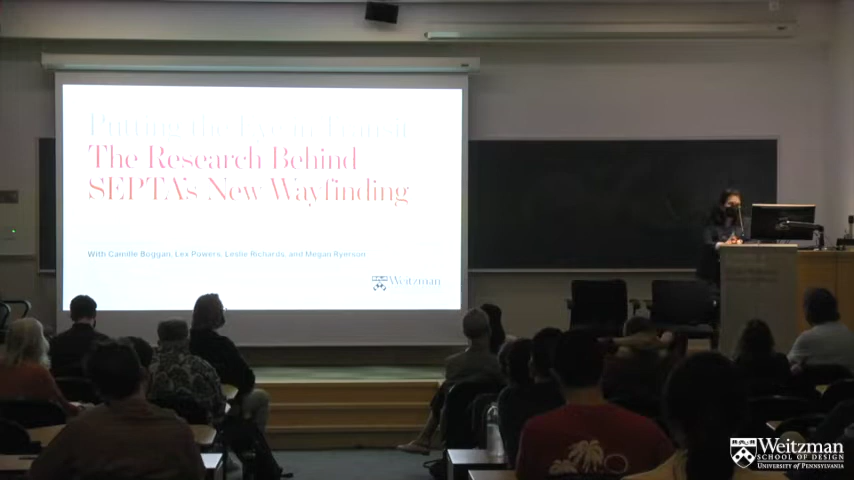 Putting the Eye in Transit
The Research Behind
SEPTA's New Wayfinding
With Camille Boggan, Lex Powers, Leslie Richards, and Megan Ryerson
Weitzman
Weitzman
SCHOOL OF DESIGN
UNIVERSITY OF PENNSYLVANIA